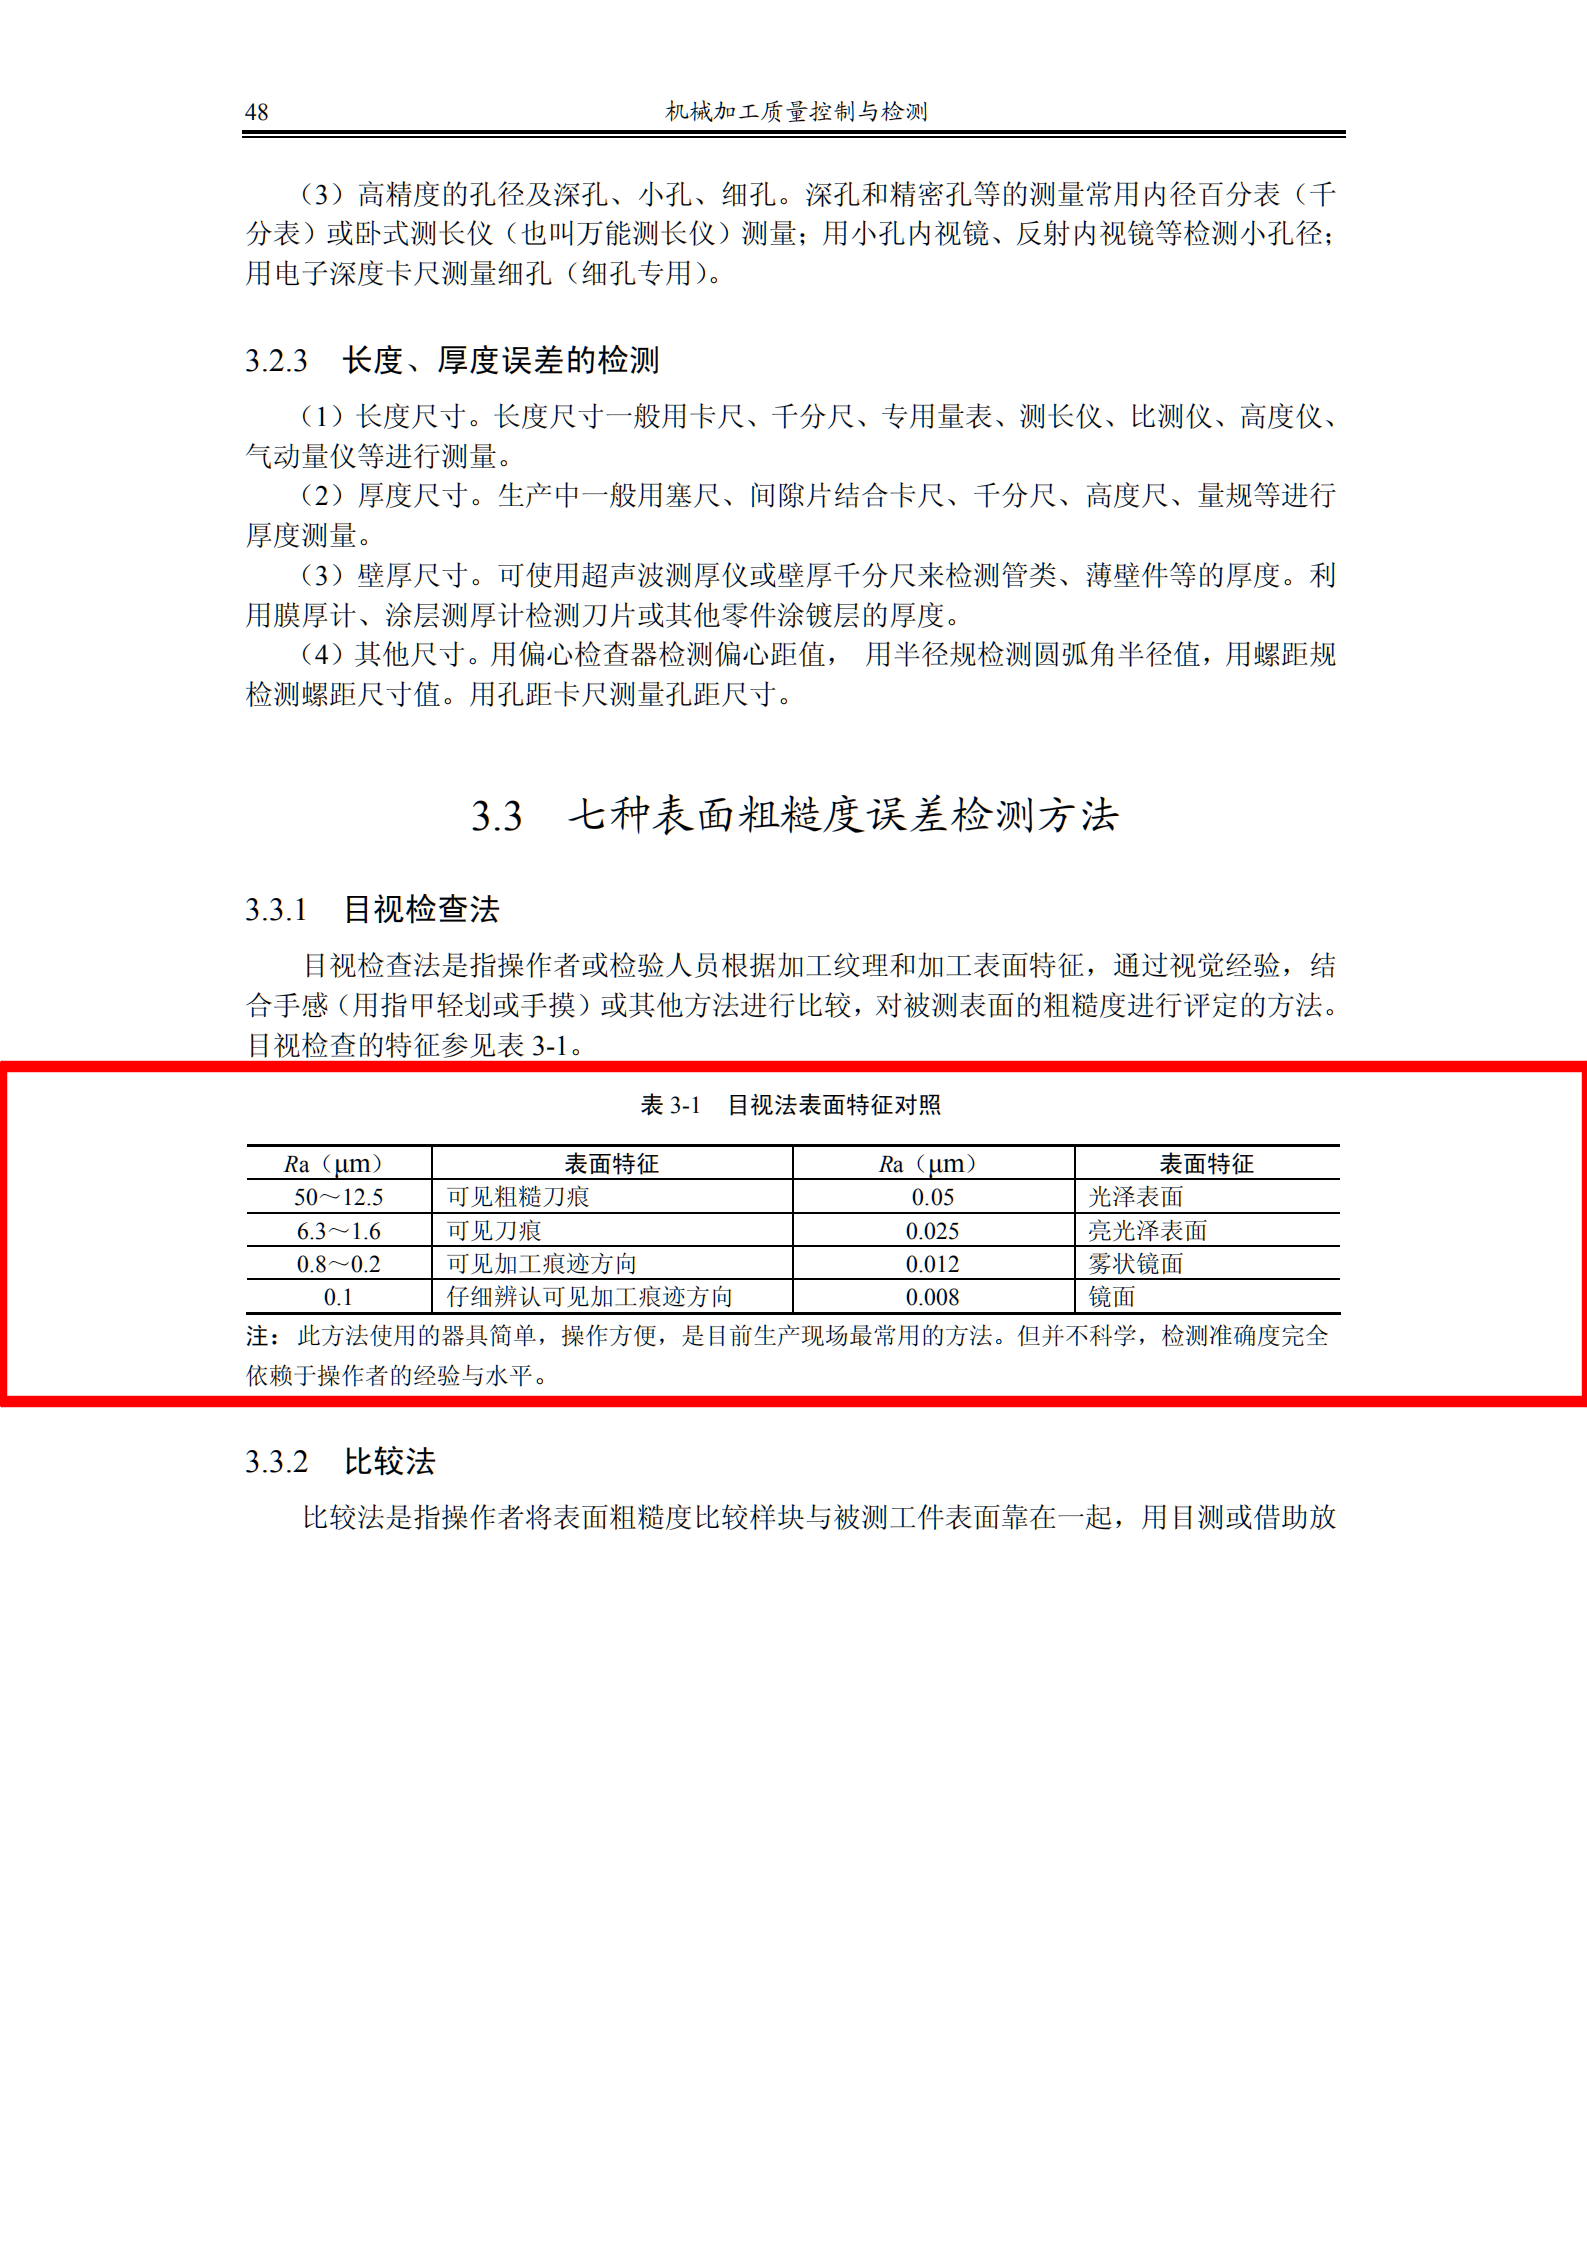 48 机械加工质量控制与检测
（3）高精度的孔径及深孔、小孔、细孔。深孔和精密孔等的测量常用内径百分表（千
分表）或卧式测长仪（也叫万能测长仪）测量；用小孔内视镜、反射内视镜等检测小孔径；
用电子深度卡尺测量细孔（细孔专用）。
3.2.3 长度、厚度误差的检测
（1）长度尺寸。长度尺寸一般用卡尺、千分尺、专用量表、测长仪、比测仪、高度仪、
气动量仪等进行测量。
（2）厚度尺寸。生产中一般用塞尺、间隙片结合卡尺、千分尺、高度尺、量规等进行
厚度测量。
（3）壁厚尺寸。可使用超声波测厚仪或壁厚千分尺来检测管类、薄壁件等的厚度。利
用膜厚计、涂层测厚计检测刀片或其他零件涂镀层的厚度。
（4）其他尺寸。用偏心检查器检测偏心距值， 用半径规检测圆弧角半径值，用螺距规
检测螺距尺寸值。用孔距卡尺测量孔距尺寸。
3.3 七种表面粗糙度误差检测方法
3.3.1 目视检查法
目视检查法是指操作者或检验人员根据加工纹理和加工表面特征，通过视觉经验，结
合手感（用指甲轻划或手摸）或其他方法进行比较，对被测表面的粗糙度进行评定的方法。
目视检查的特征参见表 3-1。
表 3-1 目视法表面特征对照
Ra（μm） 表面特征 Ra（μm） 表面特征
50～12.5 可见粗糙刀痕 0.05 光泽表面
6.3～1.6 可见刀痕 0.025 亮光泽表面
0.8～0.2 可见加工痕迹方向 0.012 雾状镜面
0.1 仔细辨认可见加工痕迹方向 0.008 镜面
注： 此方法使用的器具简单，操作方便，是目前生产现场最常用的方法。但并不科学，检测准确度完全
依赖于操作者的经验与水平。
3.3.2 比较法
比较法是指操作者将表面粗糙度比较样块与被测工件表面靠在一起，用目测或借助放